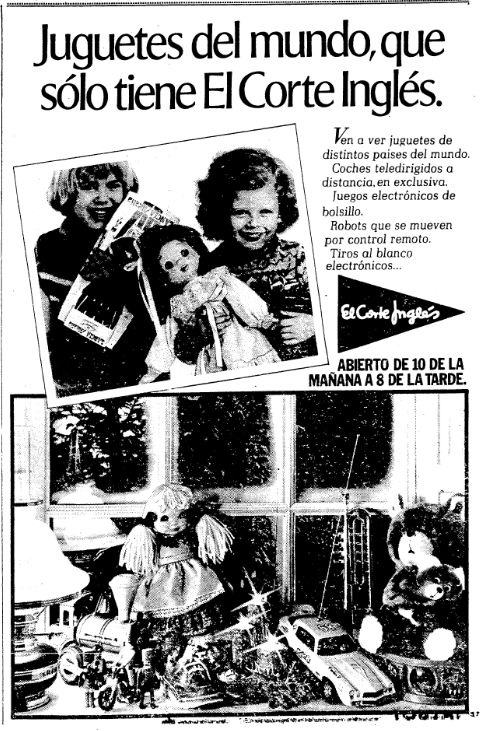 Juguetes del mundo, que
sólo tiene El Corte Inglés.
Ven a ver juguetes de
distintos paises del mundo.
Coches teledirigidos a
distancia, en exclusiva.
Juegos electrónicos de
bolsillo.
Robots que se mueven
por control remoto.
Tiros al blanco
electrónicos...
El Corte Inglés
ABIERTO DE 10 DE LA
MAÑANA A 8 DE LA TARDE.